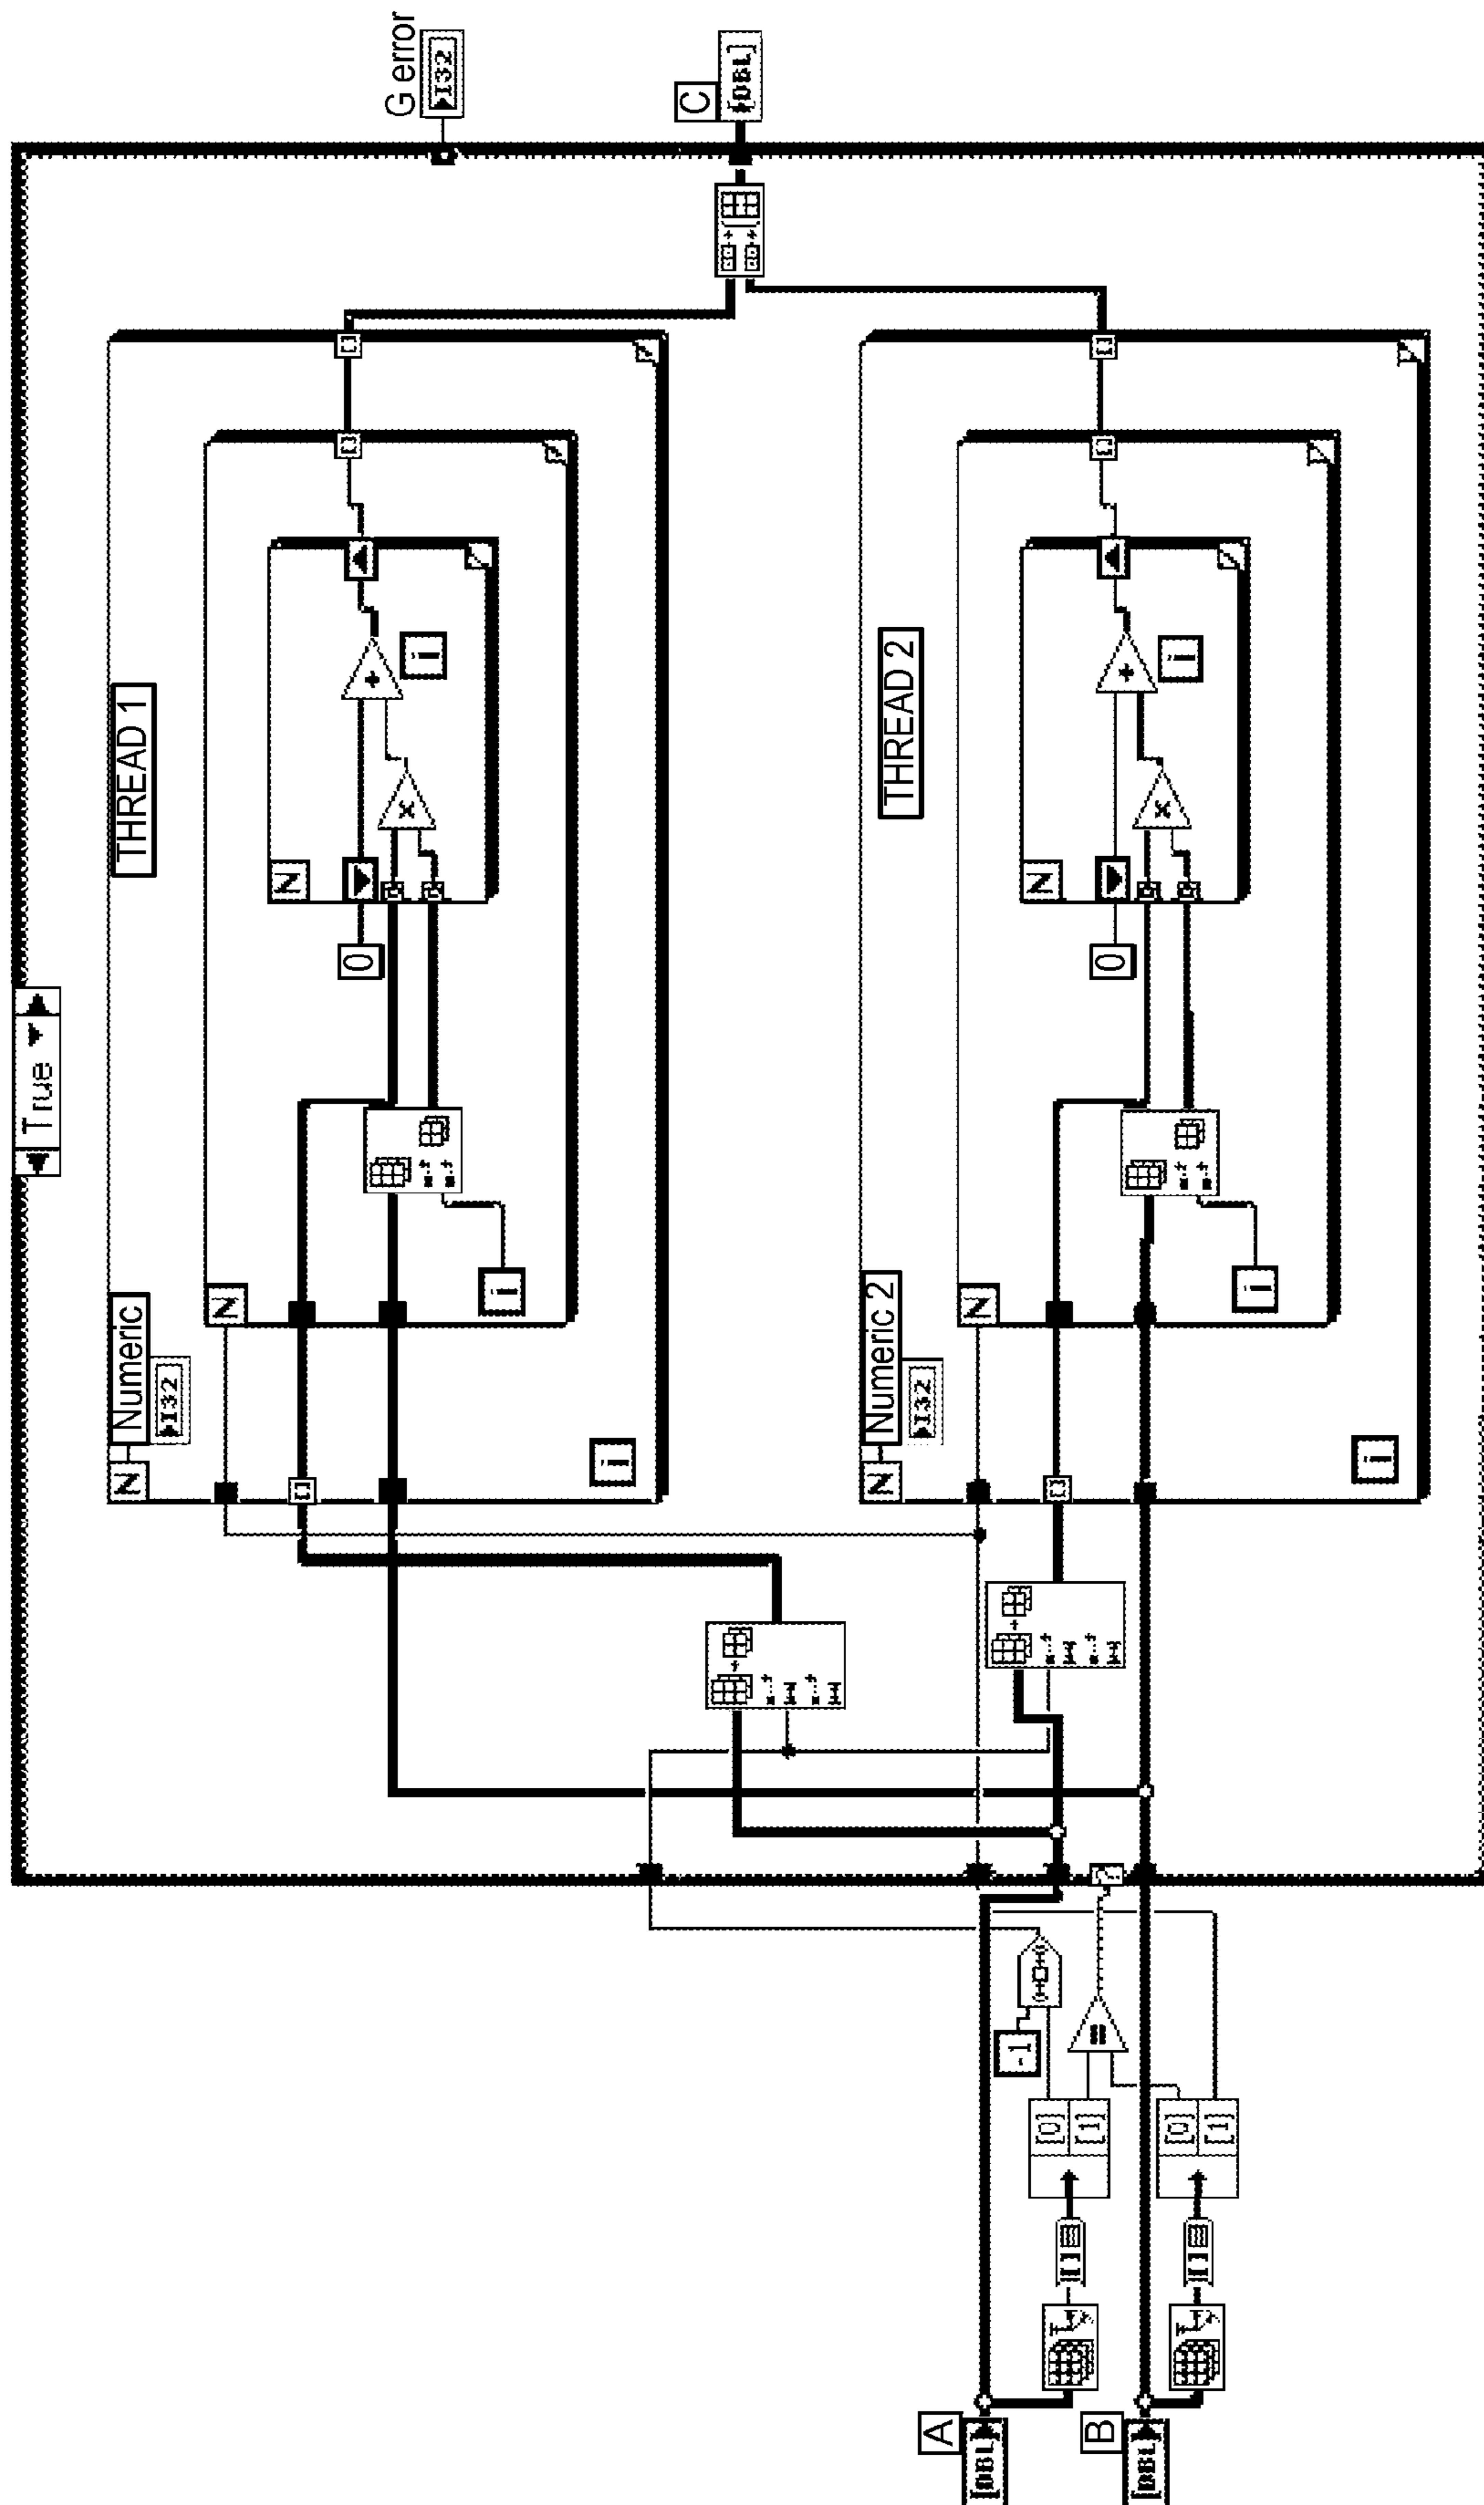 True
G error
I32
C
[DBL]
THREAD 1
Numeric
I32
N
N
N
0
i
i
i
x
+
THREAD 2
Numeric 2
I32
N
N
N
0
i
i
i
x
+
-1
=
[0]
[1]
[0]
[1]
A
[DBL]
B
[DBL]